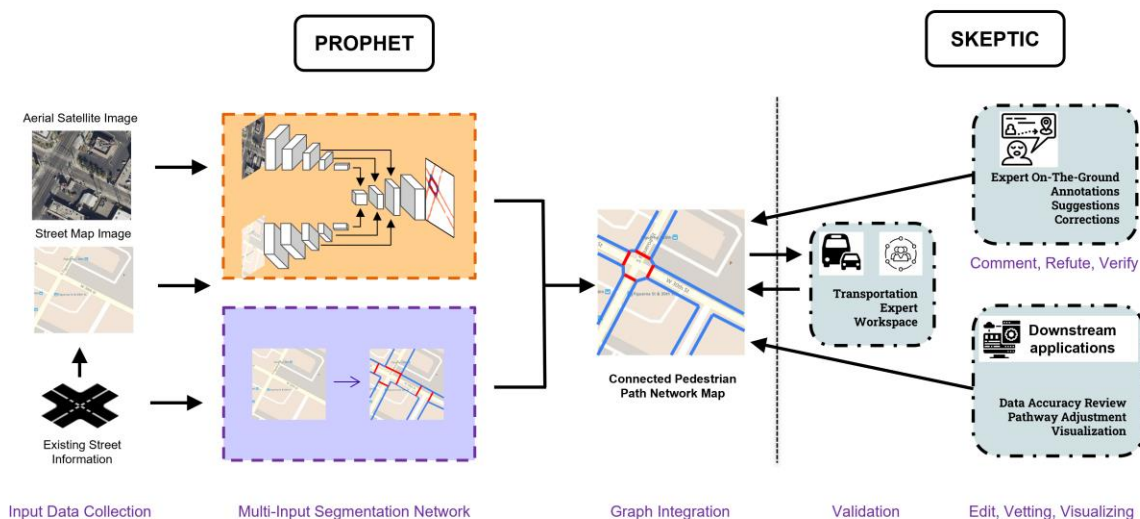 PROPHET
SKEPTIC
Aerial Satellite Image
Street Map Image
Existing Street
Information
W 30th St
Connected Pedestrian
Path Network Map
Transportation
Expert
Workspace
Expert On-The-Ground
Annotations
Suggestions
Corrections
Comment, Refute, Verify
Downstream
applications
Data Accuracy Review
Pathway Adjustment
Visualization
Input Data Collection
Multi-Input Segmentation Network
Graph Integration
Validation
Edit, Vetting, Visualizing